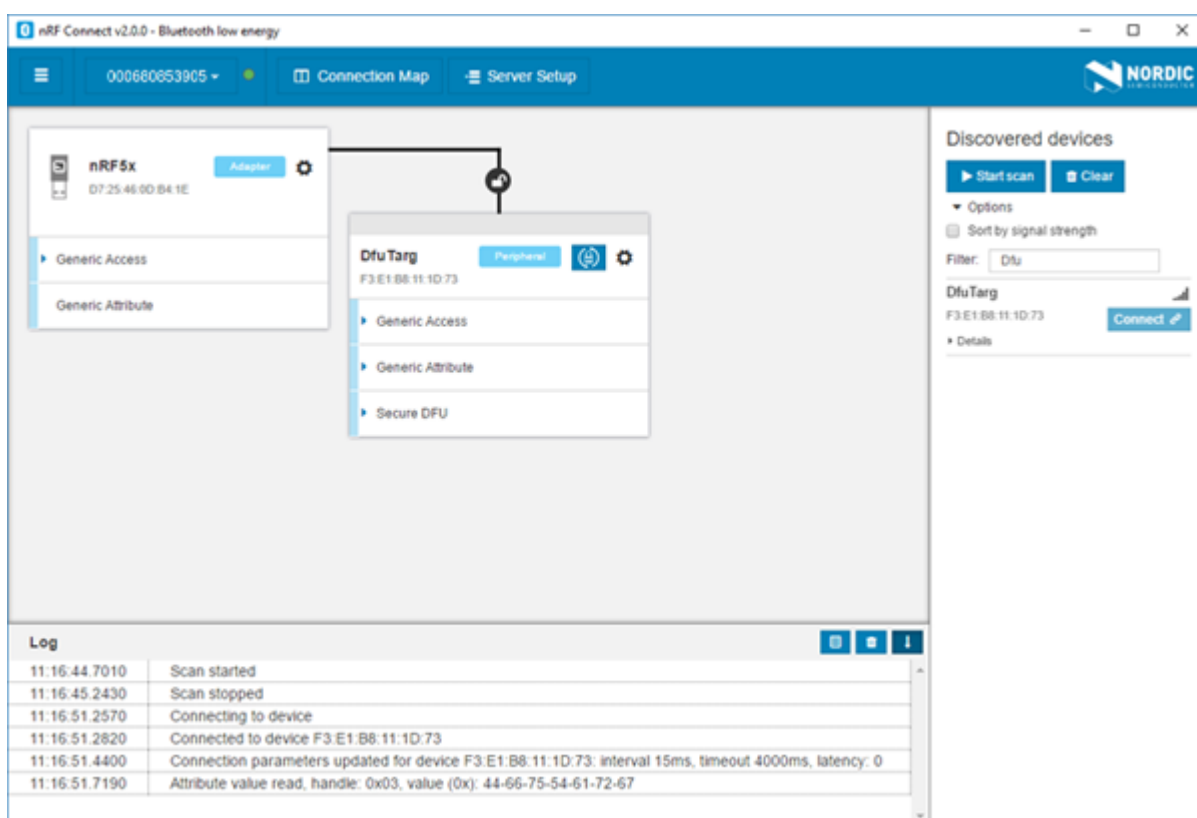 nRF Connect v2.0.0 - Bluetooth low energy
000680853905
Connection Map
Server Setup
NORDIC
SEMICONDUCTOR
nRF5x
Adapter
D7:25:46:0D:B4:1E
Generic Access
Generic Attribute
DfuTarg
Peripheral
F3:E1:B8:11:1D:73
Generic Access
Generic Attribute
Secure DFU
Discovered devices
Start scan
Clear
Options
Sort by signal strength
Filter: Dfu
DfuTarg
F3:E1:B8:11:1D:73
Connect
Details
Log
11:16:44.7010 Scan started
11:16:45.2430 Scan stopped
11:16:51.2570 Connecting to device
11:16:51.2820 Connected to device F3:E1:B8:11:1D:73
11:16:51.4400 Connection parameters updated for device F3:E1:B8:11:1D:73: interval 15ms, timeout 4000ms, latency: 0
11:16:51.7190 Attribute value read, handle: 0x03, value (0x): 44-66-75-54-61-72-67